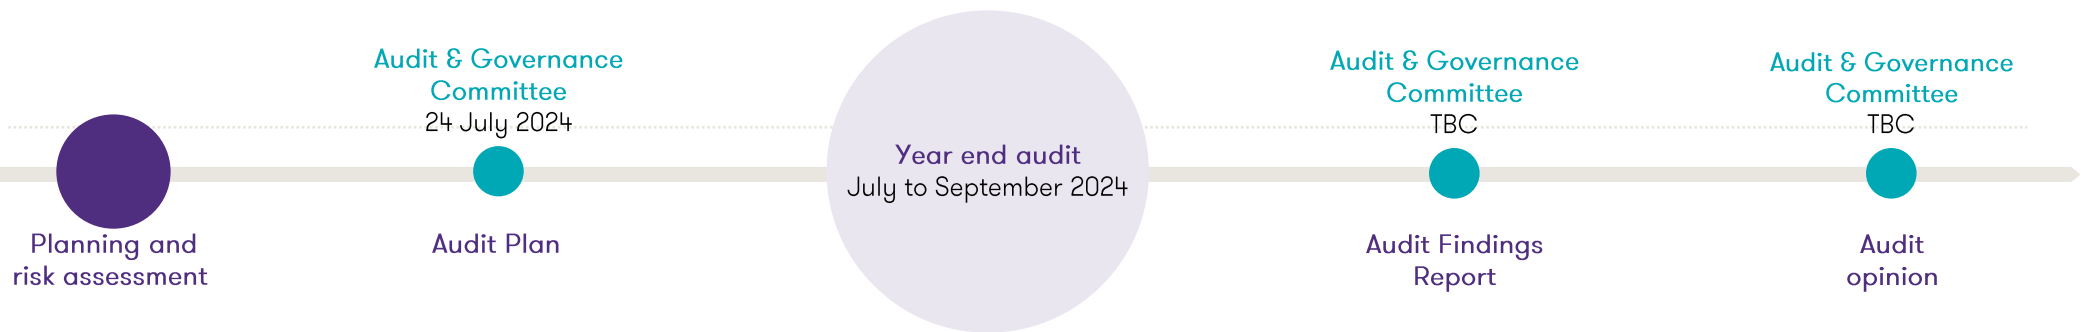 Planning and
risk assessment
Audit & Governance
Committee
24 July 2024
Audit Plan
Year end audit
July to September 2024
Audit & Governance
Committee
TBC
Audit Findings
Report
Audit & Governance
Committee
TBC
Audit
opinion